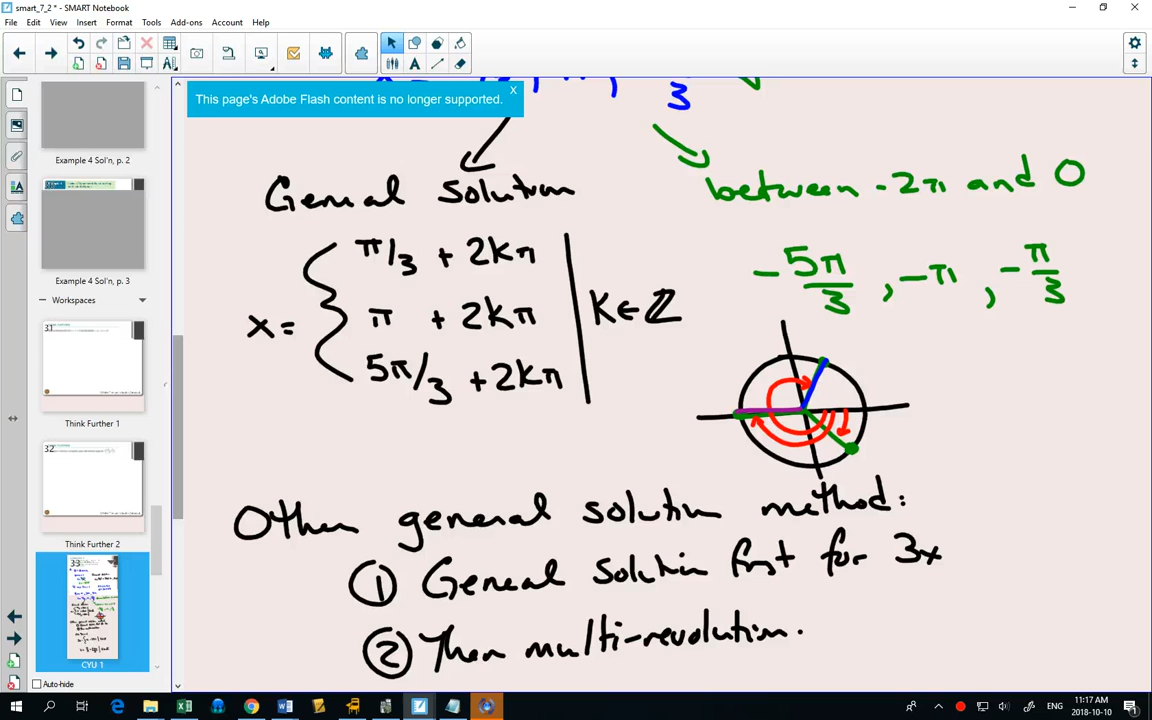 smart_7_2 * - SMART Notebook
File Edit View Insert Format Tools Add-ons Account Help
This page's Adobe Flash content is no longer supported. X
Example 4 Sol'n, p. 2
Example 4 Sol'n, p. 3
Workspaces
31
Think Further 1
32
Think Further 2
33
CYU 1
Auto-hide
3
General Solution
between -2π and 0
x = { π/3 + 2kπ
π + 2kπ
5π/3 + 2kπ | k ∈ ℤ
-5π/3, -π, -π/3
Other general solution method:
① General solution first for 3x
② Then multi-revolution.
ENG
11:17 AM
2018-10-10
1